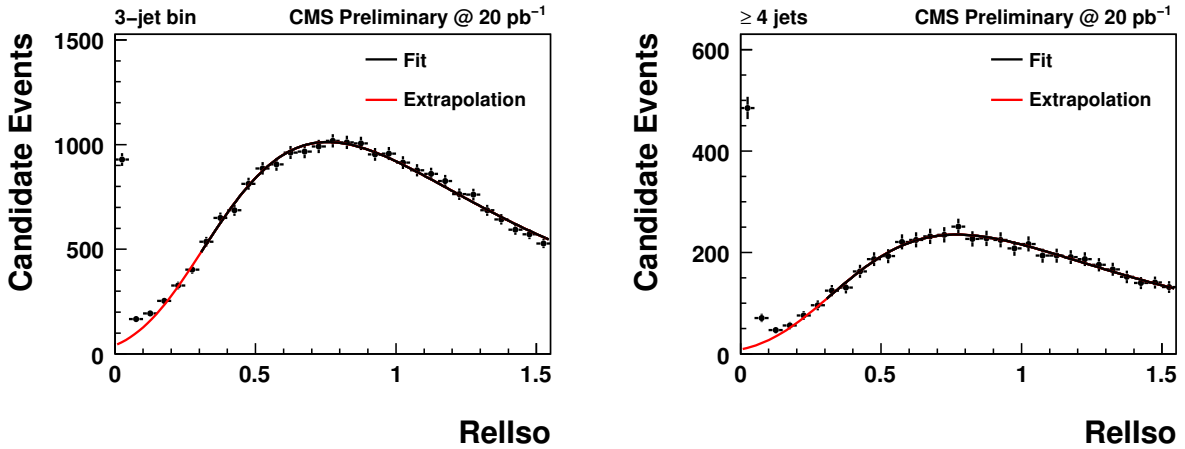 3−jet bin CMS Preliminary @ 20 pb−1
Candidate Events
1500
1000
500
0
Fit
Extrapolation
0 0.5 1 1.5
RelIso
≥ 4 jets CMS Preliminary @ 20 pb−1
Candidate Events
600
400
200
0
Fit
Extrapolation
0 0.5 1 1.5
RelIso